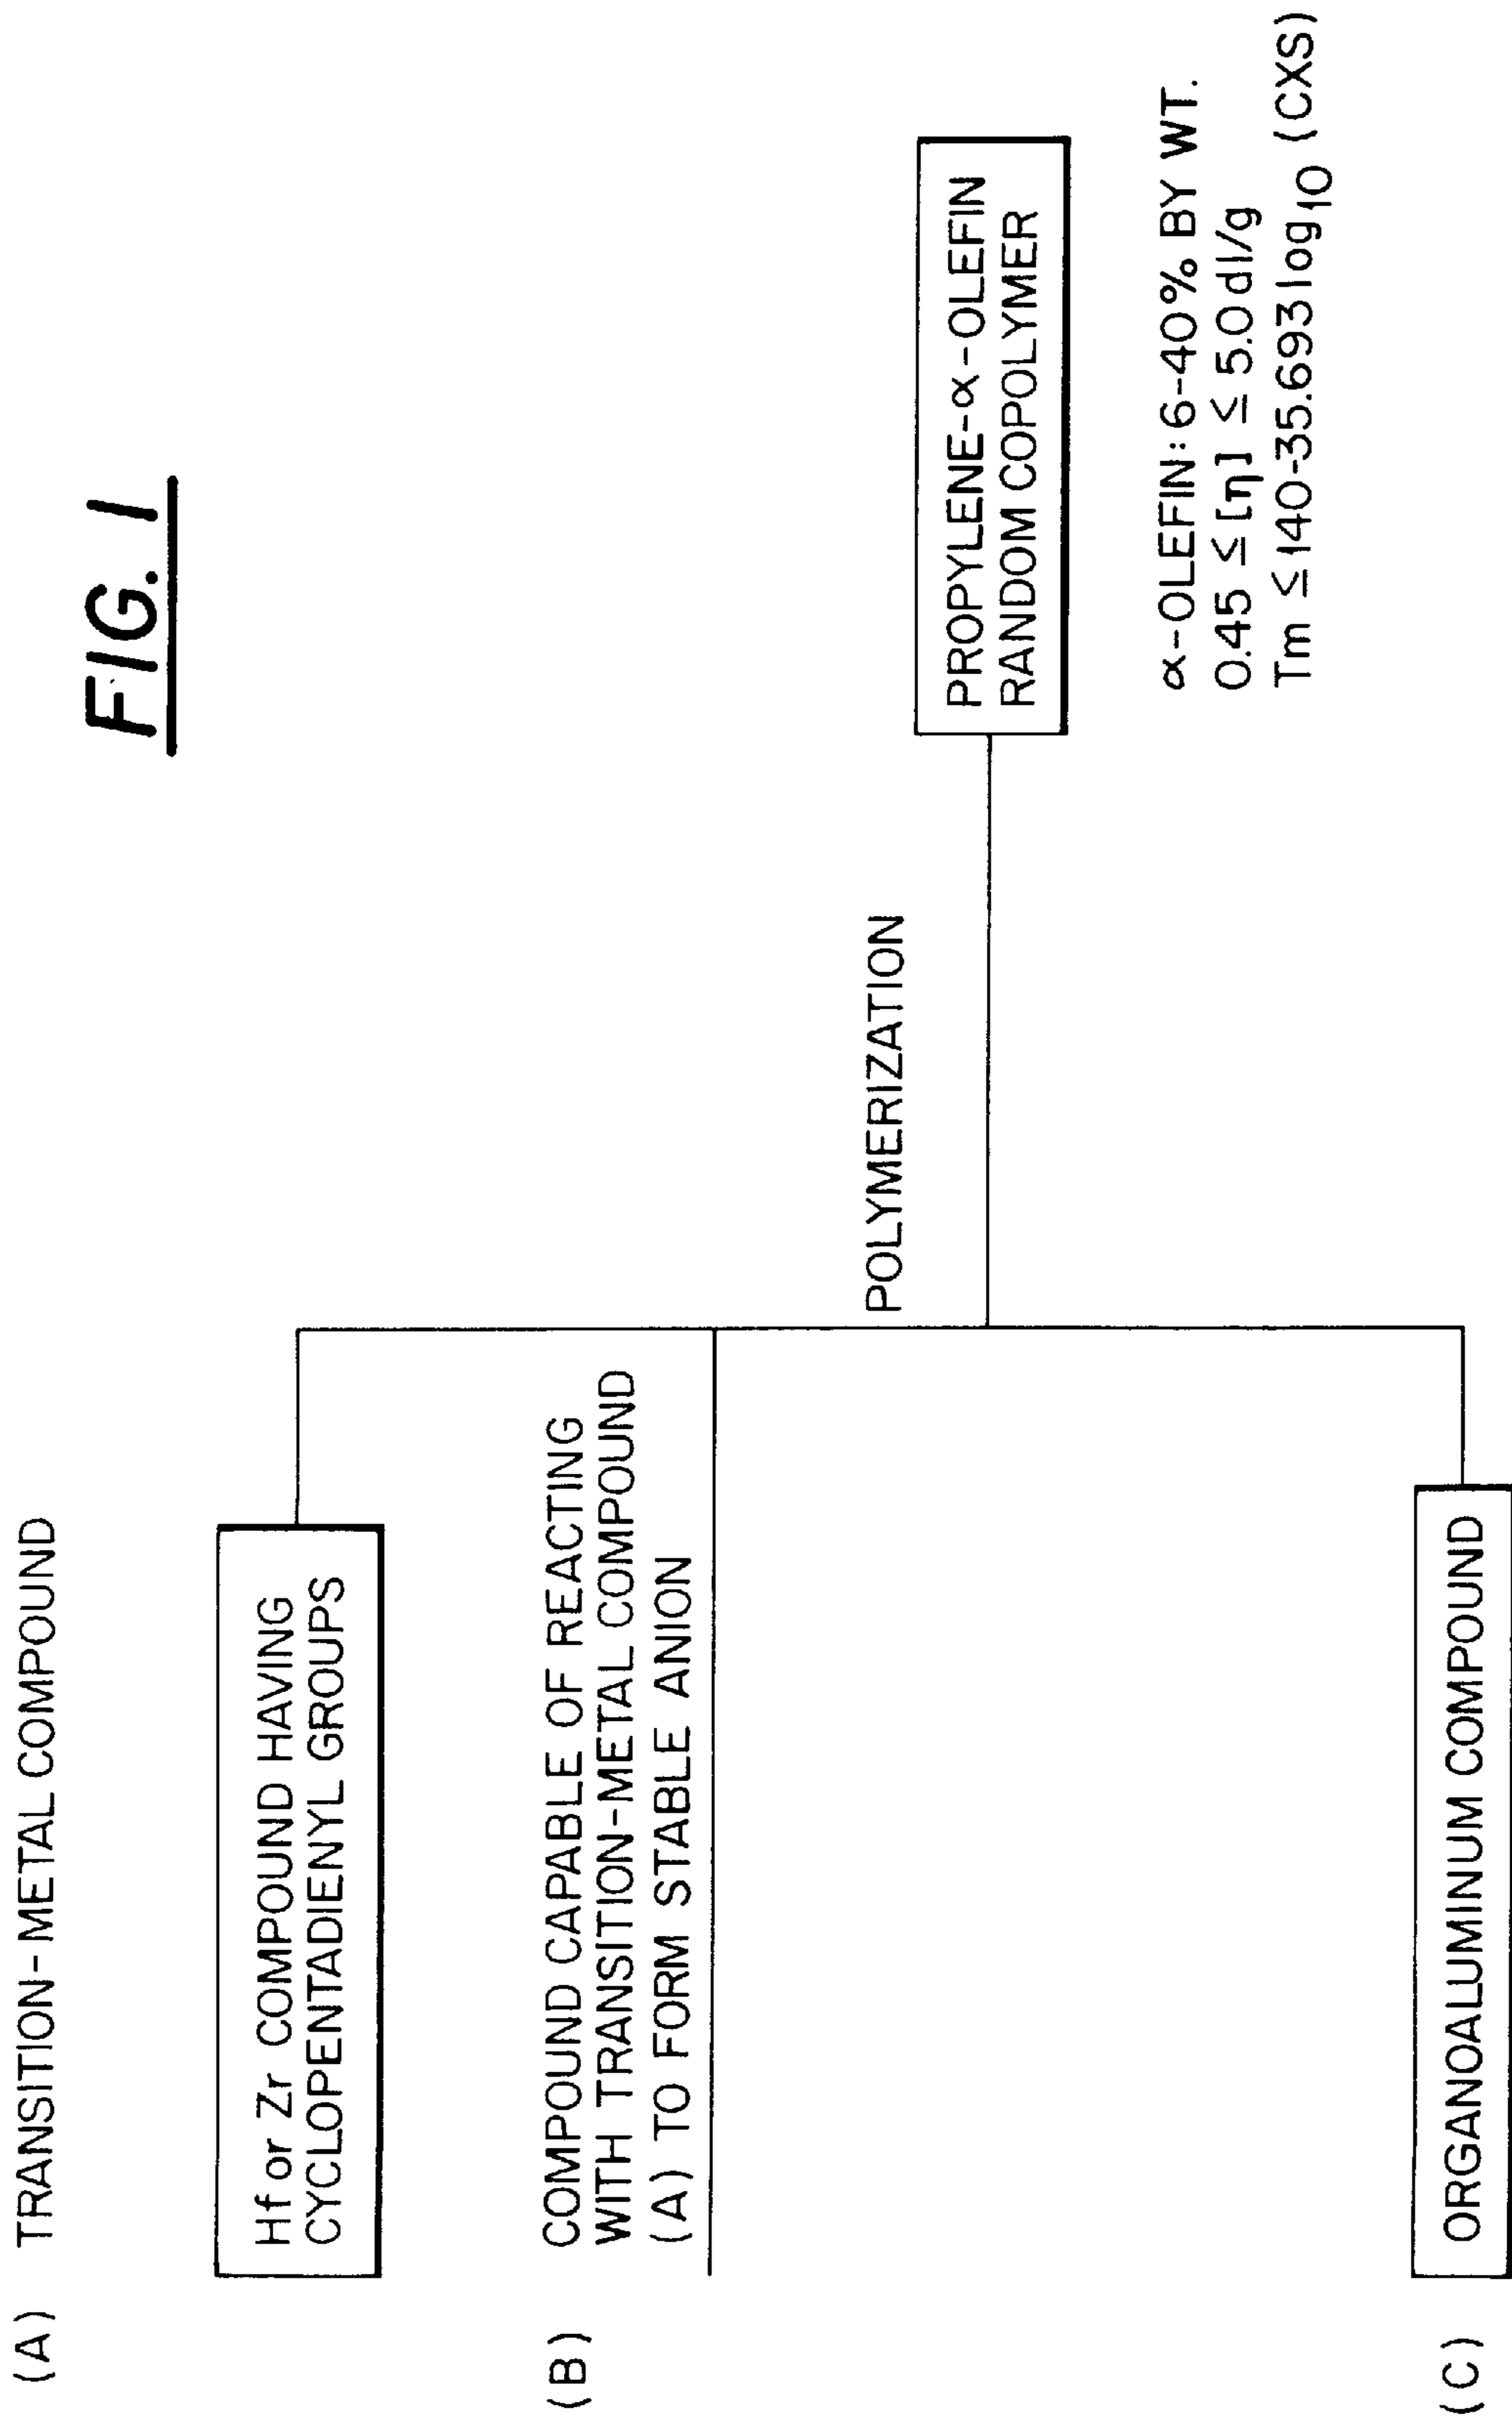 FIG. 1
(A) TRANSITION-METAL COMPOUND
Hf or Zr COMPOUND HAVING
CYCLOPENTADIENYL GROUPS
(B) COMPOUND CAPABLE OF REACTING
WITH TRANSITION-METAL COMPOUND
(A) TO FORM STABLE ANION
(C) ORGANOALUMINUM COMPOUND
POLYMERIZATION
PROPYLENE-α-OLEFIN
RANDOM COPOLYMER
α-OLEFIN: 6-40% BY WT.
0.45 ≤ [η] ≤ 5.0 dl/g
Tm ≤ 140-35.693 log10 (CXS)